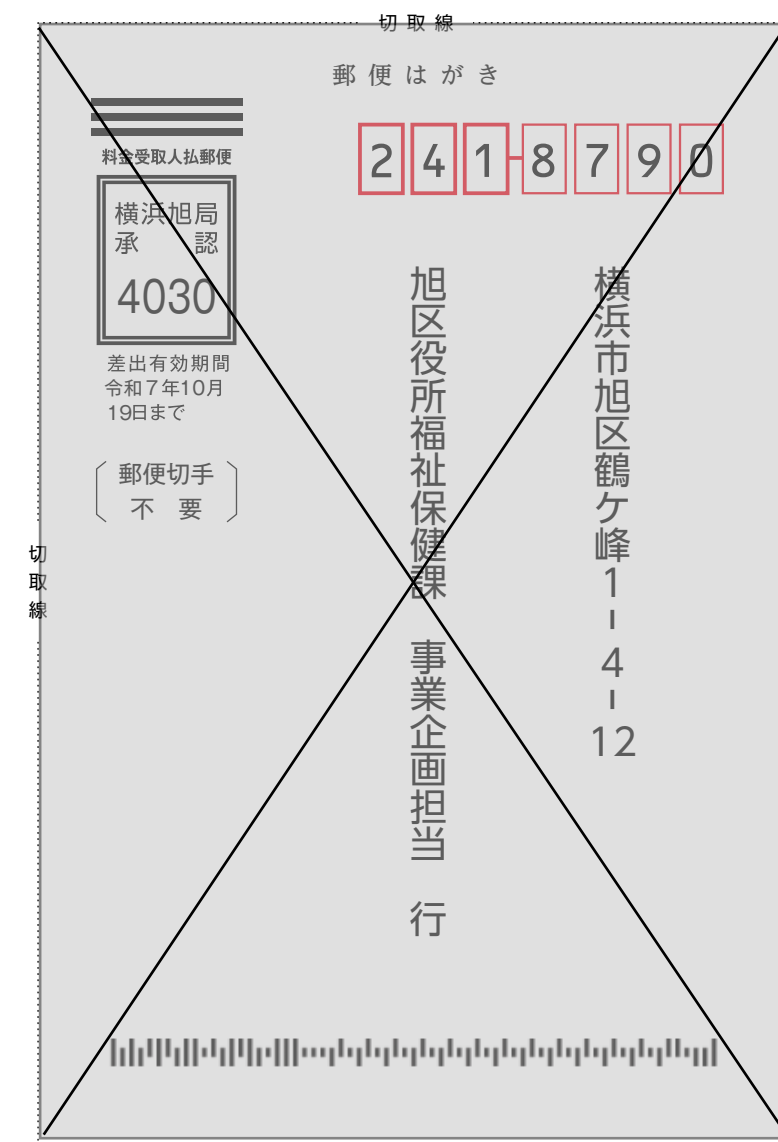 切取線
郵便はがき
料金受取人払郵便
241-8790
横浜旭局
承　認
4030
差出有効期間
令和７年10月
19日まで
郵便切手
不　要
横浜市旭区鶴ケ峰1-4-12
旭区役所福祉保健課　事業企画担当　行
切取線